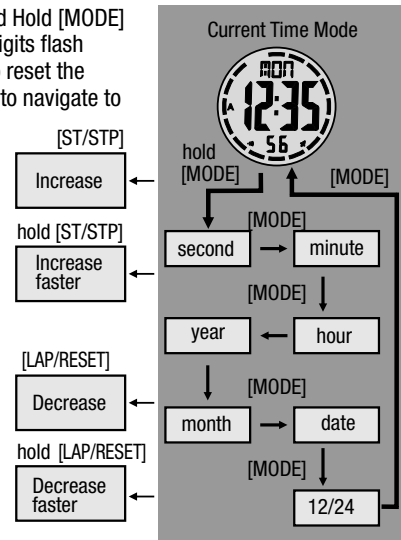 d Hold [MODE]
igits flash
o reset the
to navigate to
Current Time Mode
MON
A 12:35
56
hold
[MODE]
[MODE]
[ST/STP]
Increase
hold [ST/STP]
Increase
faster
[LAP/RESET]
Decrease
hold [LAP/RESET]
Decrease
faster
[MODE]
second
minute
[MODE]
year
hour
[MODE]
month
date
[MODE]
12/24